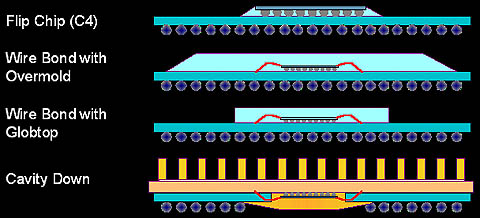 Flip Chip (C4)
Wire Bond with
Overmold
Wire Bond with
Globtop
Cavity Down